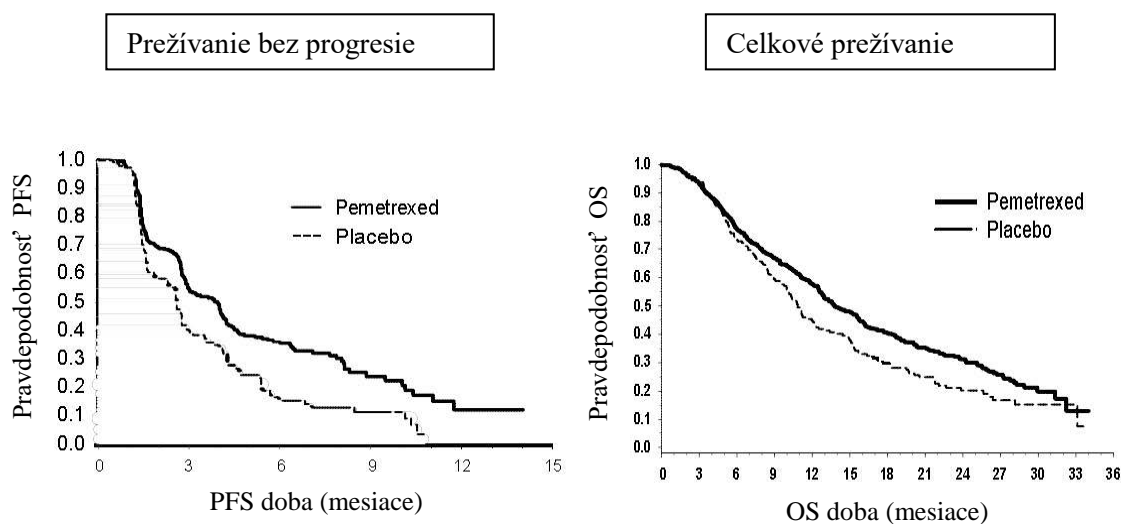 Prežívanie bez progresie
Pravdepodobnosť PFS
1.0
0.9
0.8
0.7
0.6
0.5
0.4
0.3
0.2
0.1
0.0
Pemetrexed
Placebo
0 3 6 9 12 15
PFS doba (mesiace)
Celkové prežívanie
Pravdepodobnosť OS
1.0
0.9
0.8
0.7
0.6
0.5
0.4
0.3
0.2
0.1
0.0
Pemetrexed
Placebo
0 3 6 9 12 15 18 21 24 27 30 33 36
OS doba (mesiace)